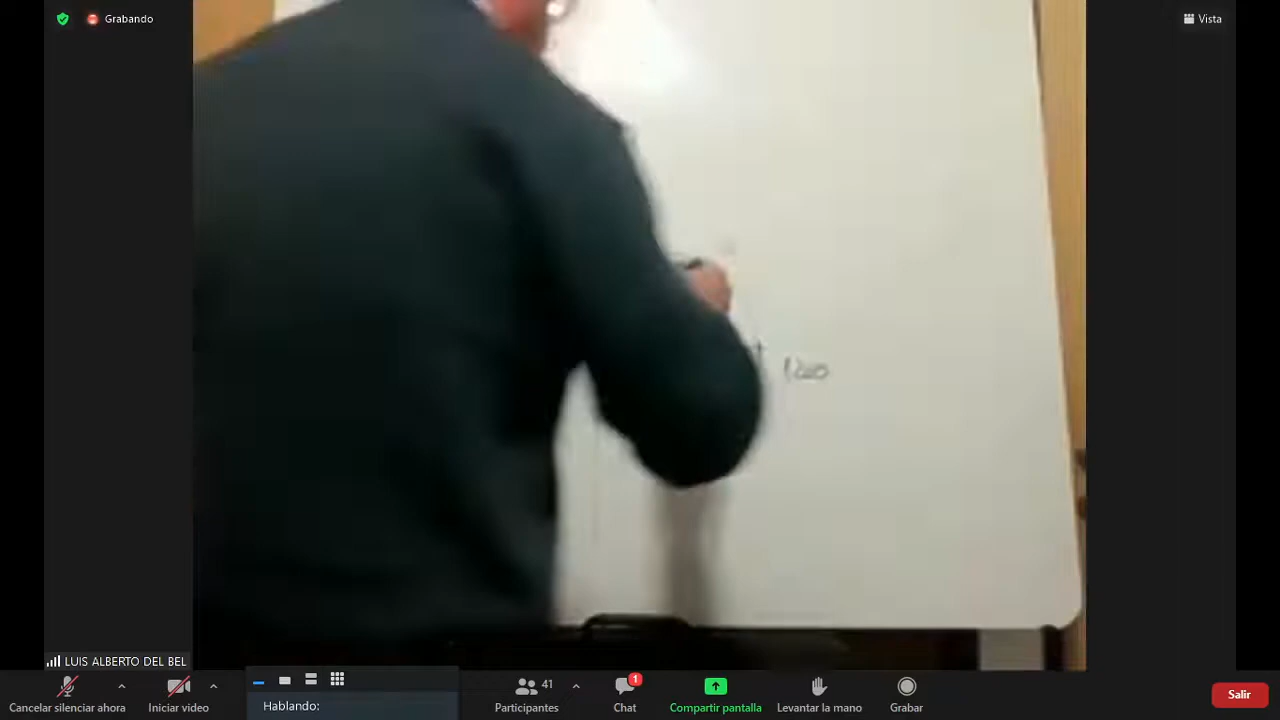 Grabando
Vista
1200
LUIS ALBERTO DEL BEL
1
41
Cancelar silenciar ahora
Iniciar video
Hablando:
Participantes
Chat
Compartir pantalla
Levantar la mano
Grabar
Salir